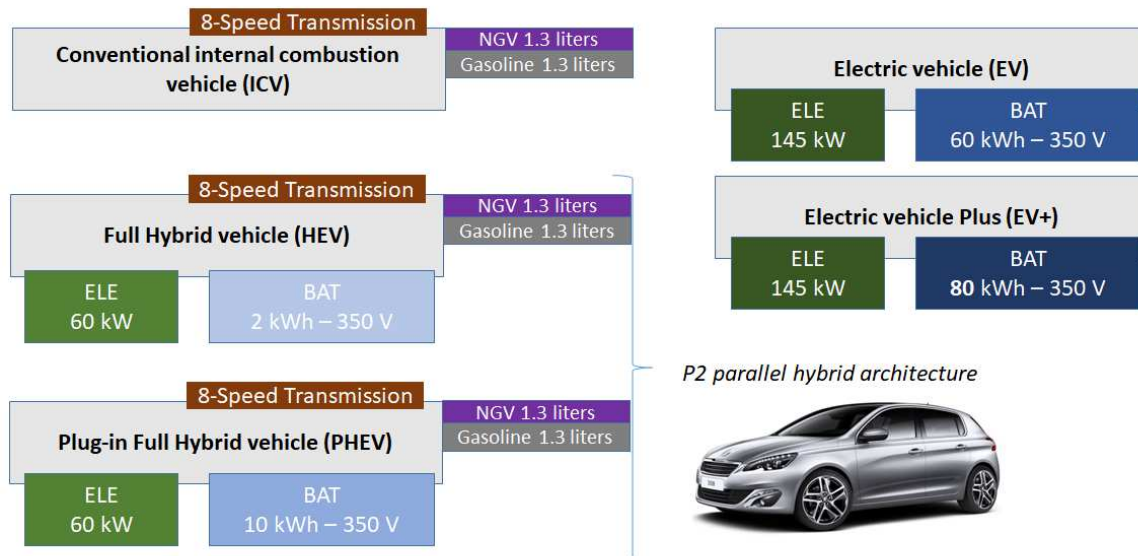 8-Speed Transmission
Conventional internal combustion
vehicle (ICV)
NGV 1.3 liters
Gasoline 1.3 liters
8-Speed Transmission
Full Hybrid vehicle (HEV)
NGV 1.3 liters
Gasoline 1.3 liters
ELE
60 kW
BAT
2 kWh – 350 V
8-Speed Transmission
Plug-in Full Hybrid vehicle (PHEV)
NGV 1.3 liters
Gasoline 1.3 liters
ELE
60 kW
BAT
10 kWh – 350 V
Electric vehicle (EV)
ELE
145 kW
BAT
60 kWh – 350 V
Electric vehicle Plus (EV+)
ELE
145 kW
BAT
80 kWh – 350 V
P2 parallel hybrid architecture